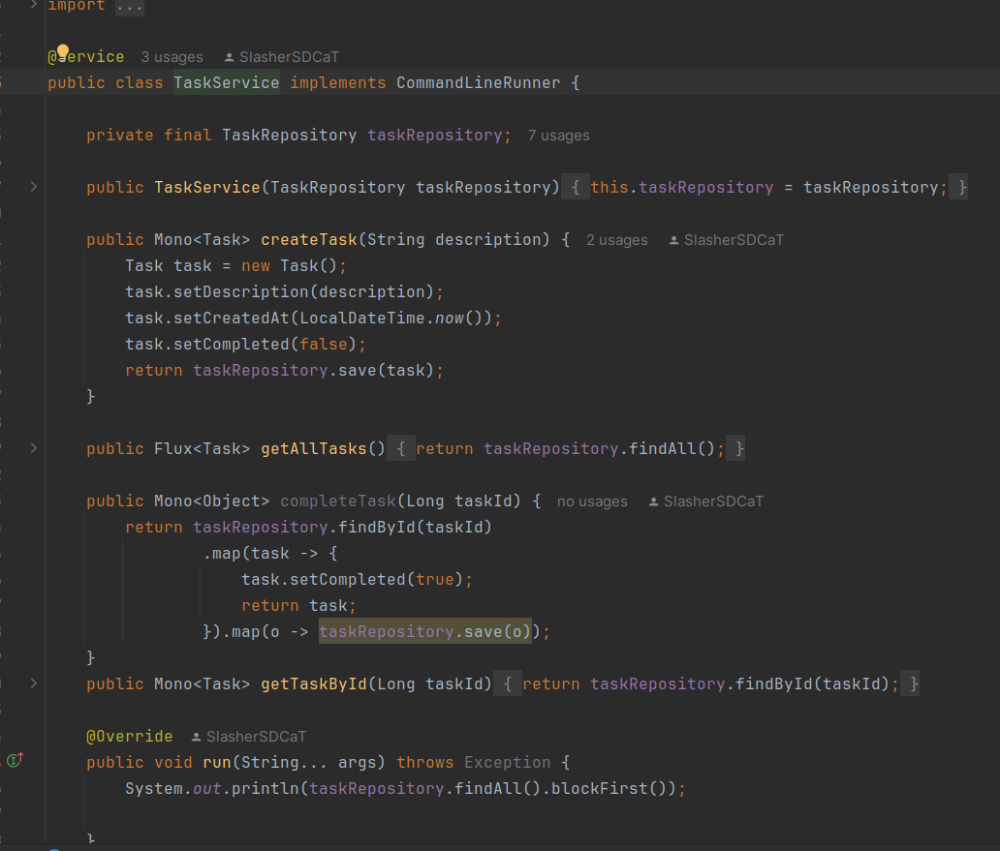 import ...
@Service 3 usages SlasherSDCaT
public class TaskService implements CommandLineRunner {
private final TaskRepository taskRepository; 7 usages
public TaskService(TaskRepository taskRepository) { this.taskRepository = taskRepository; }
public Mono<Task> createTask(String description) { 2 usages SlasherSDCaT
Task task = new Task();
task.setDescription(description);
task.setCreatedAt(LocalDateTime.now());
task.setCompleted(false);
return taskRepository.save(task);
}
public Flux<Task> getAllTasks() { return taskRepository.findAll(); }
public Mono<Object> completeTask(Long taskId) { no usages SlasherSDCaT
return taskRepository.findById(taskId)
.map(task -> {
task.setCompleted(true);
return task;
}).map(o -> taskRepository.save(o));
}
public Mono<Task> getTaskById(Long taskId) { return taskRepository.findById(taskId); }
@Override SlasherSDCaT
public void run(String... args) throws Exception {
System.out.println(taskRepository.findAll().blockFirst());
}